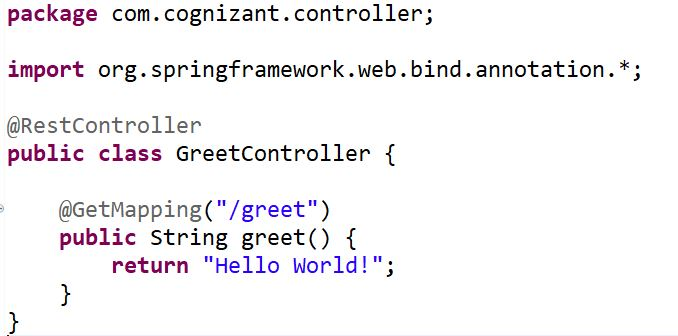 package com.cognizant.controller;
import org.springframework.web.bind.annotation.*;
@RestController
public class GreetController {
@GetMapping("/greet")
public String greet() {
return "Hello World!";
}
}